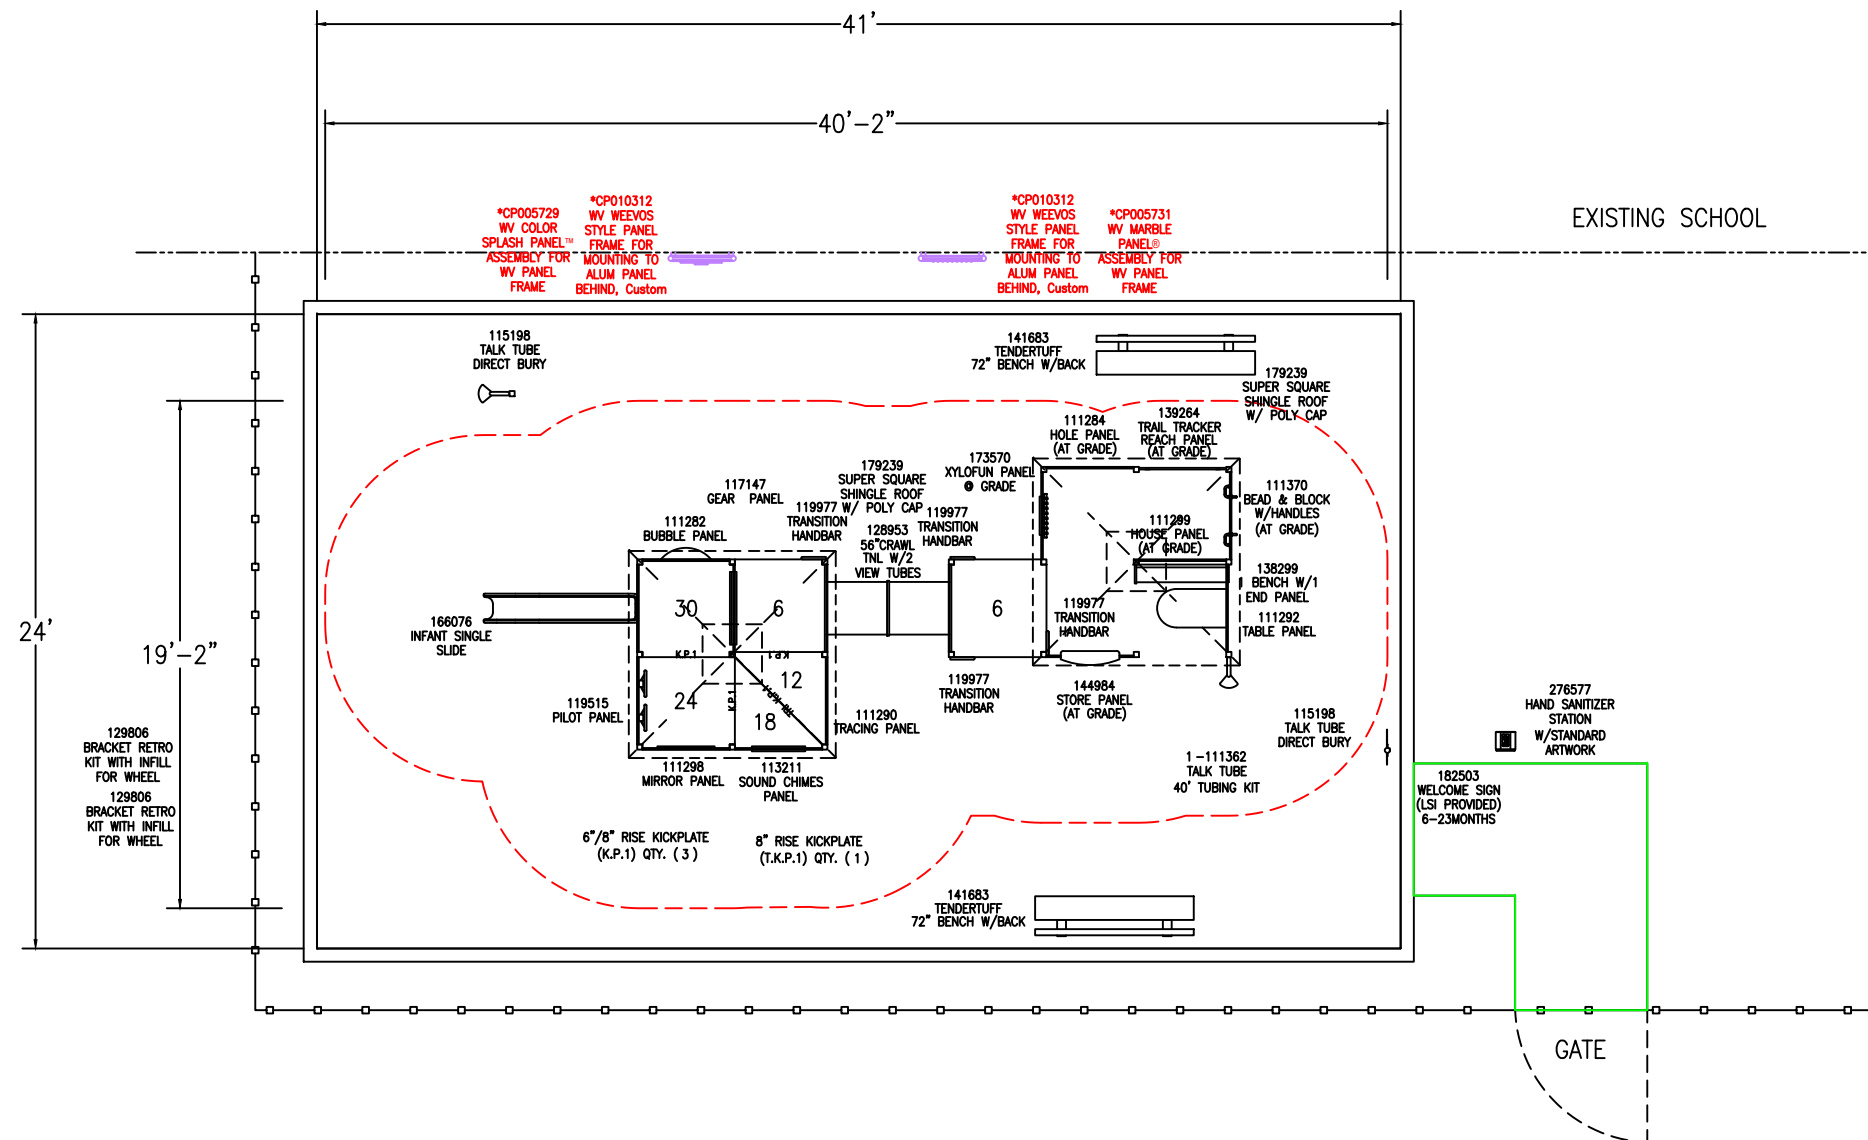 41'
40'-2"
*CP005729
WV COLOR
SPLASH PANEL™
ASSEMBLY FOR
WV PANEL
FRAME
*CP010312
WV WEEVOS
STYLE PANEL
FRAME FOR
MOUNTING TO
ALUM PANEL
BEHIND, Custom
*CP010312
WV WEEVOS
STYLE PANEL
FRAME FOR
MOUNTING TO
ALUM PANEL
BEHIND, Custom
*CP005731
WV MARBLE
PANEL®
ASSEMBLY FOR
WV PANEL
FRAME
EXISTING SCHOOL
115198
TALK TUBE
DIRECT BURY
141683
TENDERTUFF
72" BENCH W/BACK
179239
SUPER SQUARE
SHINGLE ROOF
W/ POLY CAP
111284
HOLE PANEL
(AT GRADE)
139264
TRAIL TRACKER
REACH PANEL
(AT GRADE)
173570
XYLOFUN PANEL
@ GRADE
179239
SUPER SQUARE
SHINGLE ROOF
W/ POLY CAP
117147
GEAR PANEL
119977
TRANSITION
HANDBAR
111282
BUBBLE PANEL
128953
56"CRAWL
TNL W/2
VIEW TUBES
119977
TRANSITION
HANDBAR
111370
BEAD & BLOCK
W/HANDLES
(AT GRADE)
111299
HOUSE PANEL
(AT GRADE)
138299
1 BENCH W/1
END PANEL
111292
TABLE PANEL
119977
TRANSITION
HANDBAR
24'
19'-2"
166076
INFANT SINGLE
SLIDE
30
6
6
K.P.1
K.P.1
24
K.P.1
12
T.K.P.1
18
119515
PILOT PANEL
111290
TRACING PANEL
119977
TRANSITION
HANDBAR
144984
STORE PANEL
(AT GRADE)
111298
MIRROR PANEL
113211
SOUND CHIMES
PANEL
115198
TALK TUBE
DIRECT BURY
1 -111362
TALK TUBE
40' TUBING KIT
276577
HAND SANITIZER
STATION
W/STANDARD
ARTWORK
182503
WELCOME SIGN
(LSI PROVIDED)
6-23MONTHS
129806
BRACKET RETRO
KIT WITH INFILL
FOR WHEEL
129806
BRACKET RETRO
KIT WITH INFILL
FOR WHEEL
6"/8" RISE KICKPLATE
(K.P.1) QTY. ( 3 )
8" RISE KICKPLATE
(T.K.P.1) QTY. ( 1 )
141683
TENDERTUFF
72" BENCH W/BACK
GATE